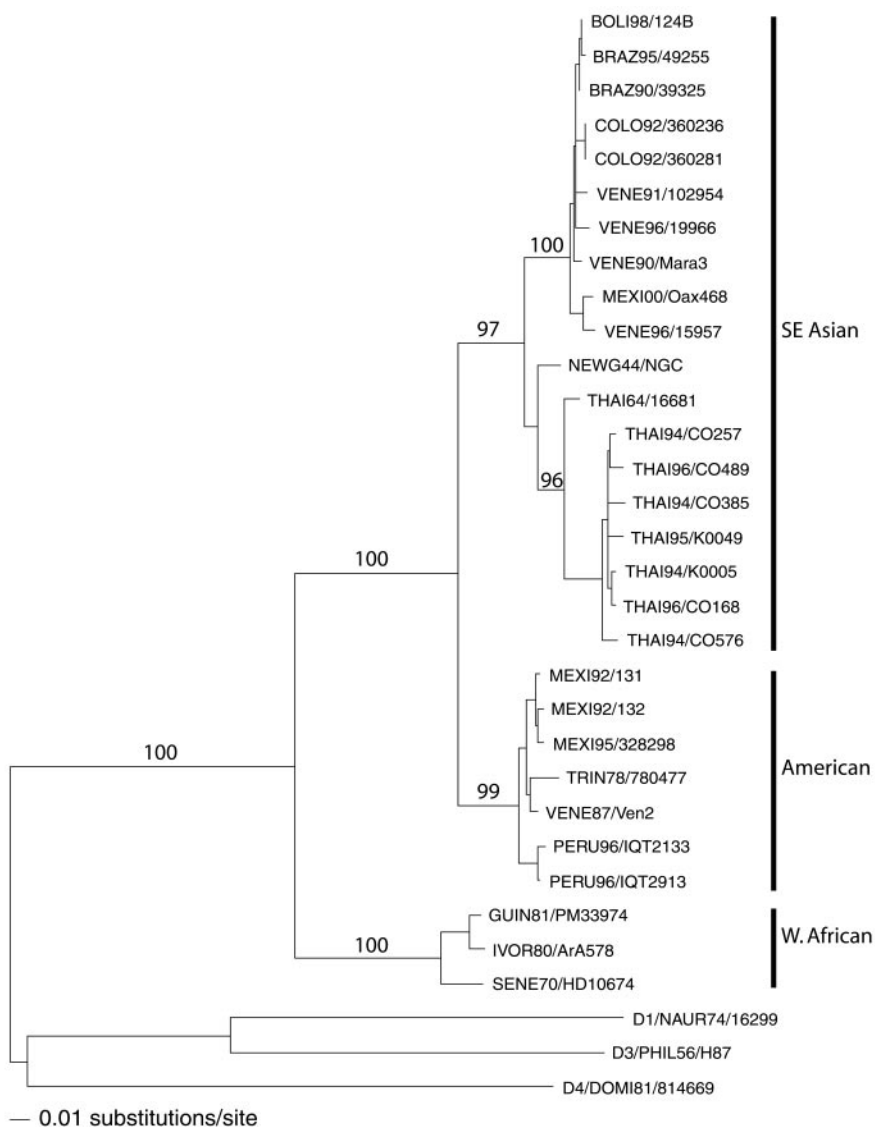 BOLI98/124B
BRAZ95/49255
BRAZ90/39325
COLO92/360236
COLO92/360281
VENE91/102954
VENE96/19966
100
VENE90/Mara3
MEXI00/Oax468
VENE96/15957
SE Asian
97
NEWG44/NGC
THAI64/16681
THAI94/CO257
THAI96/CO489
96
THAI94/CO385
THAI95/K0049
100
THAI94/K0005
THAI96/CO168
THAI94/CO576
MEXI92/131
MEXI92/132
MEXI95/328298
100
American
TRIN78/780477
99
VENE87/Ven2
PERU96/IQT2133
PERU96/IQT2913
GUIN81/PM33974
W. African
100
IVOR80/ArA578
SENE70/HD10674
D1/NAUR74/16299
D3/PHIL56/H87
D4/DOMI81/814669
0.01 substitutions/site